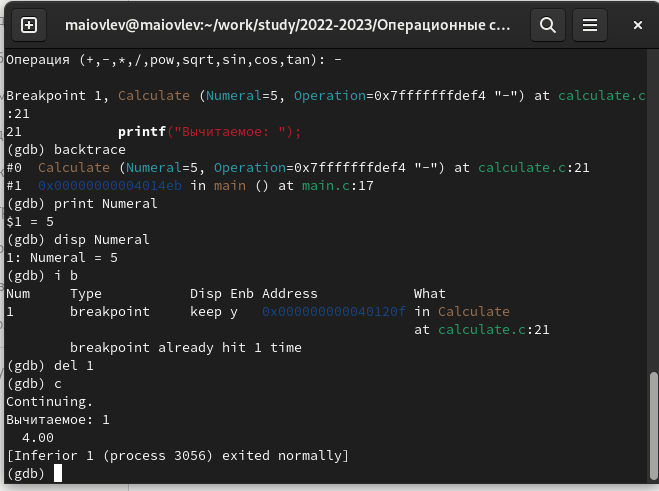 maiovlev@maiovlev:~/work/study/2022-2023/Операционные с...
Операция (+,-,*,/,pow,sqrt,sin,cos,tan): -
Breakpoint 1, Calculate (Numeral=5, Operation=0x7fffffffdef4 "-") at calculate.c
:21
21 printf("Вычитаемое: ");
(gdb) backtrace
#0 Calculate (Numeral=5, Operation=0x7fffffffdef4 "-") at calculate.c:21
#1 0x00000000004014eb in main () at main.c:17
(gdb) print Numeral
$1 = 5
(gdb) disp Numeral
1: Numeral = 5
(gdb) i b
Num Type Disp Enb Address What
1 breakpoint keep y 0x000000000040120f in Calculate
at calculate.c:21
breakpoint already hit 1 time
(gdb) del 1
(gdb) c
Continuing.
Вычитаемое: 1
4.00
[Inferior 1 (process 3056) exited normally]
(gdb)